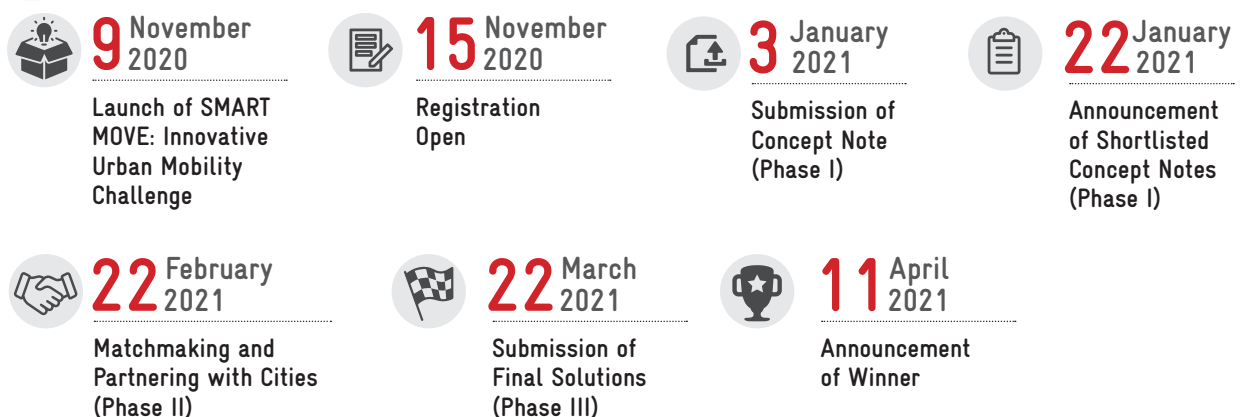 9 November
2020
Launch of SMART
MOVE: Innovative
Urban Mobility
Challenge
15 November
2020
Registration
Open
3 January
2021
Submission of
Concept Note
(Phase I)
22 January
2021
Announcement
of Shortlisted
Concept Notes
(Phase I)
22 February
2021
Matchmaking and
Partnering with Cities
(Phase II)
22 March
2021
Submission of
Final Solutions
(Phase III)
11 April
2021
Announcement
of Winner